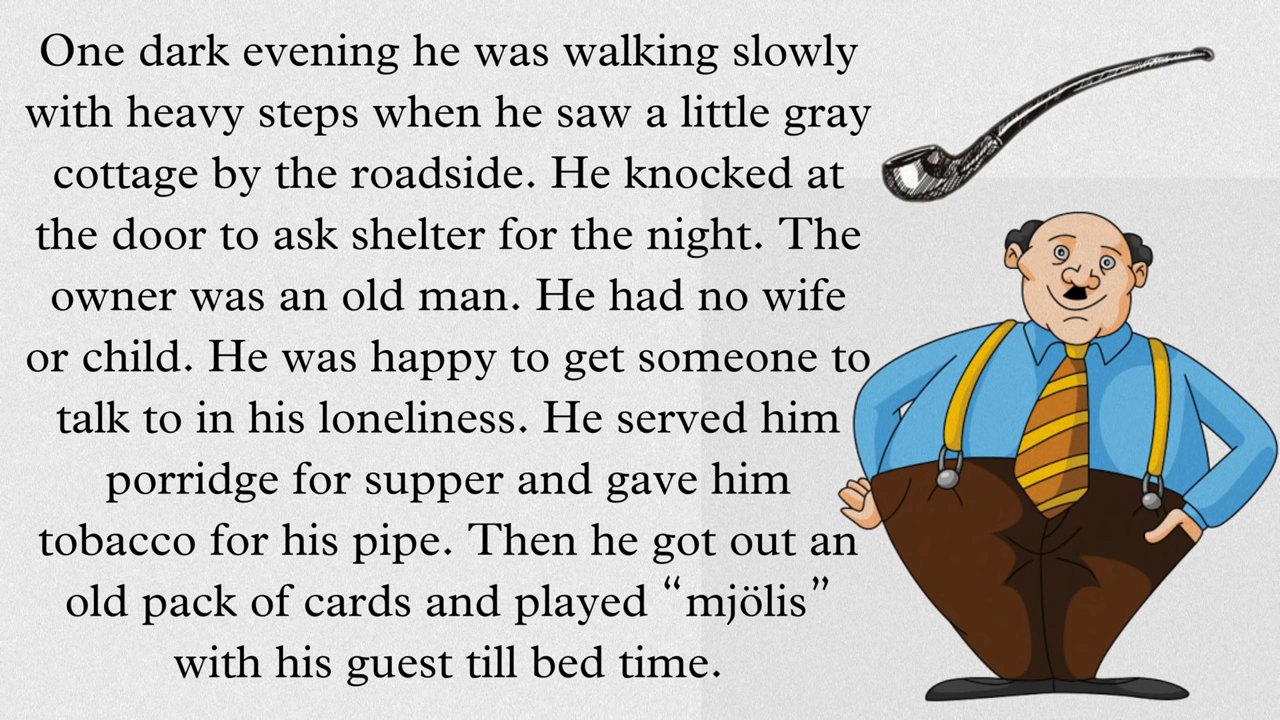 One dark evening he was walking slowly
with heavy steps when he saw a little gray
cottage by the roadside. He knocked at
the door to ask shelter for the night. The
owner was an old man. He had no wife
or child. He was happy to get someone to
talk to in his loneliness. He served him
porridge for supper and gave him
tobacco for his pipe. Then he got out an
old pack of cards and played “mjölis”
with his guest till bed time.